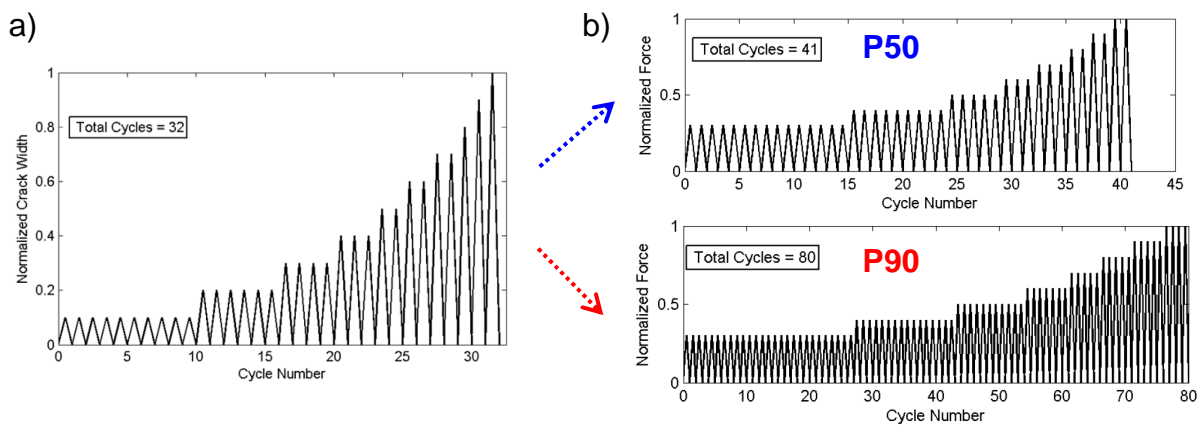 a)
Normalized Crack Width
1
0.8
0.6
0.4
0.2
0
Total Cycles = 32
0 5 10 15 20 25 30
Cycle Number
b)
Normalized Force
1
0.5
0
Total Cycles = 41
P50
0 5 10 15 20 25 30 35 40 45
Cycle Number
Normalized Force
1
0.5
0
Total Cycles = 80
P90
0 10 20 30 40 50 60 70 80
Cycle Number